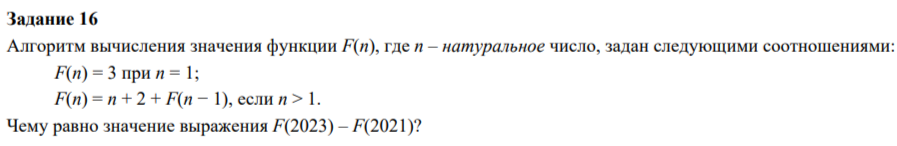 Задание 16
Алгоритм вычисления значения функции F(n), где n – натуральное число, задан следующими соотношениями:
F(n) = 3 при n = 1;
F(n) = n + 2 + F(n − 1), если n > 1.
Чему равно значение выражения F(2023) – F(2021)?